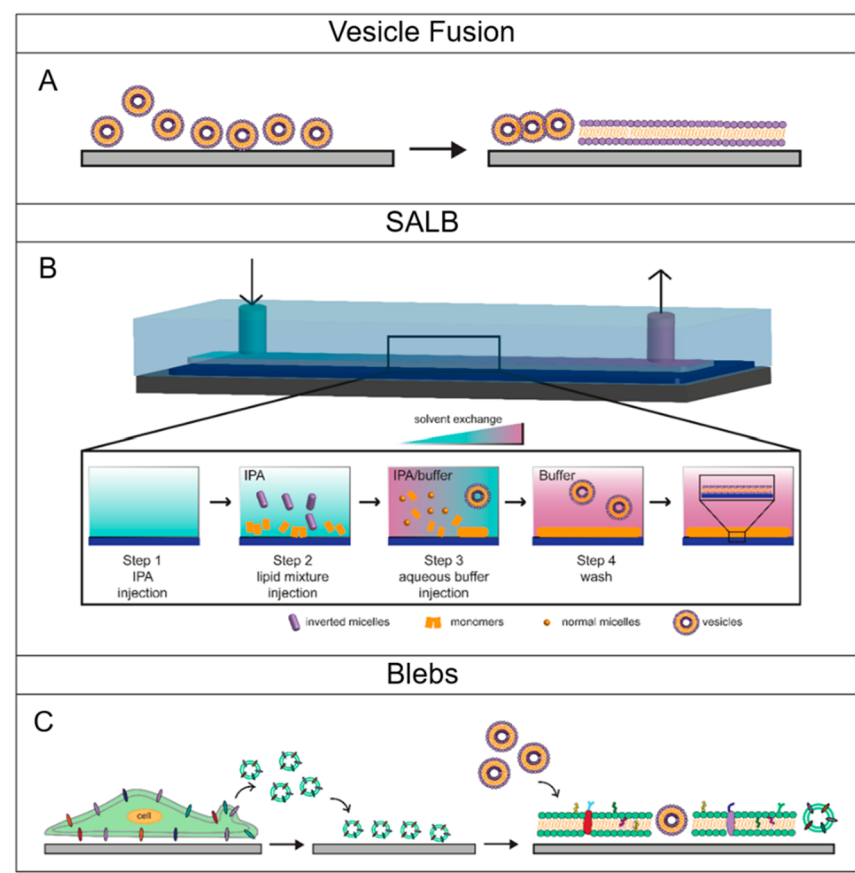 Vesicle Fusion
A
SALB
B
solvent exchange
IPA
IPA/buffer
Buffer
Step 1
IPA
injection
Step 2
lipid mixture
injection
Step 3
aqueous buffer
injection
Step 4
wash
inverted micelles
monomers
normal micelles
vesicles
Blebs
C
cell